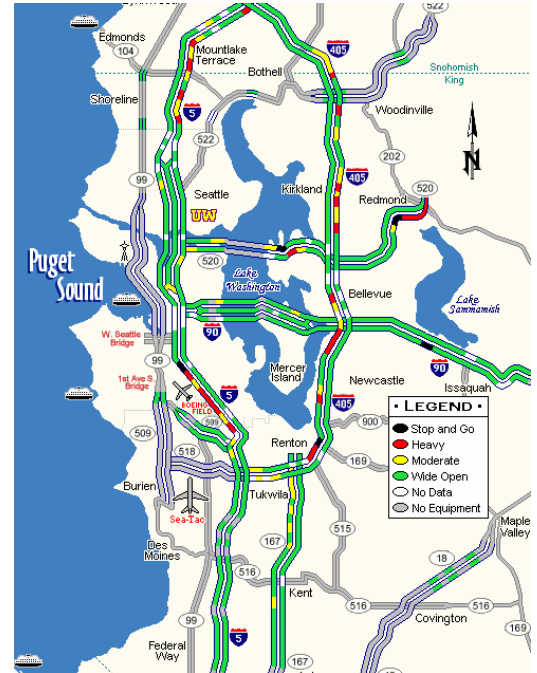 522
Edmonds
104
Mountlake
Terrace
405
Bothell
Snohomish
King
Shoreline
5
Woodinville
522
N
202
99
405
Seattle
Kirkland
520
Redmond
UW
Puget
Sound
520
Lake
Washington
Bellevue
Lake
Sammamish
90
W. Seattle
Bridge
99
1st Ave S.
Bridge
Mercer
Island
90
Newcastle
Issaquah
5
405
BOEING
FIELD
599
900
509
518
Renton
169
Burien
Tukwila
Sea-Tac
• LEGEND •
Stop and Go
Heavy
Moderate
Wide Open
No Data
No Equipment
Des
Moines
167
515
Maple
Valley
18
516
Kent
516
516
Covington
99
5
Federal
Way
167